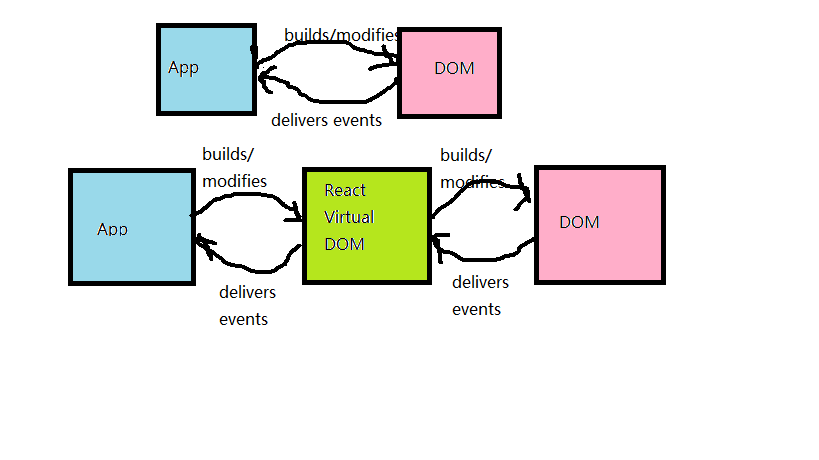 builds/modifies
App
DOM
delivers events
builds/
modifies
builds/
modifies
React
Virtual
DOM
App
DOM
delivers
events
delivers
events